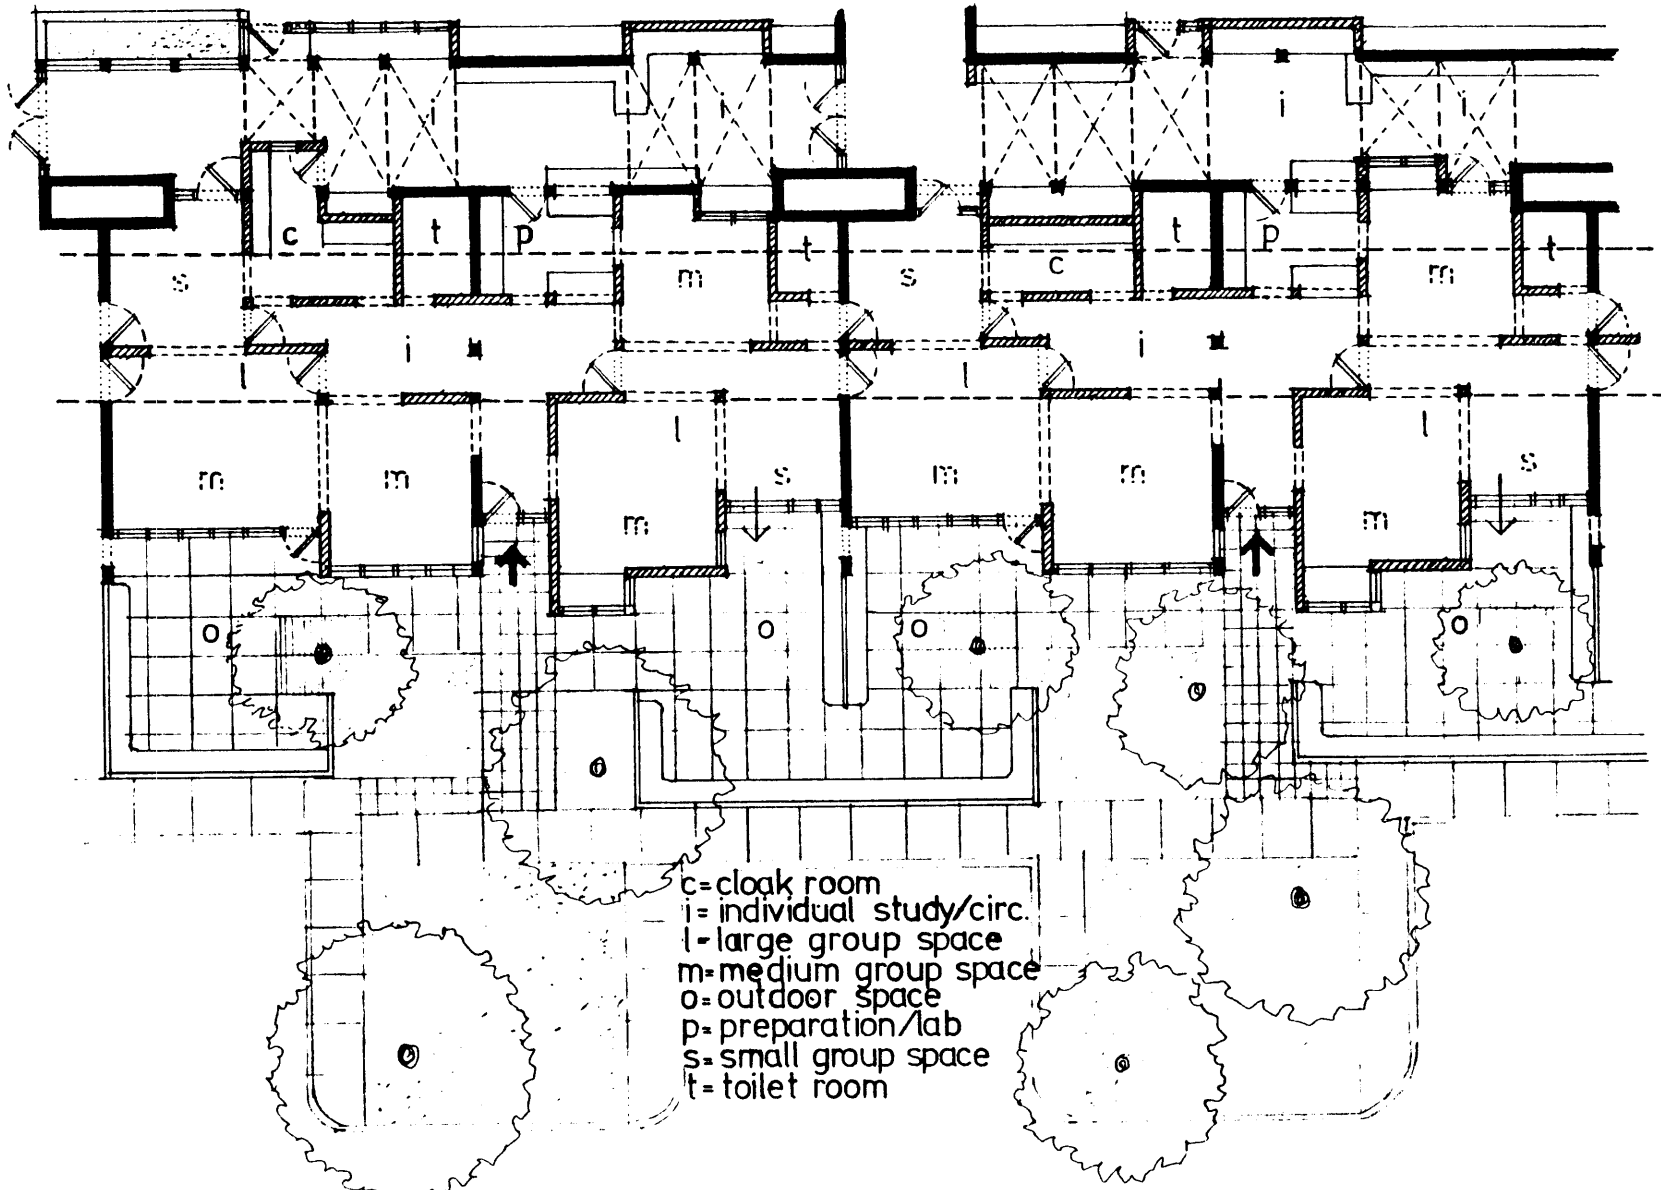 i
i
i
i
c
t
p
t
t
p
t
s
m
s
c
m
i
i
l
l
l
l
m
m
s
m
m
s
m
m
o
o
o
o
c=cloak room
i=individual study/circ.
l=large group space
m=medium group space
o=outdoor space
p=preparation/lab
s=small group space
t=toilet room